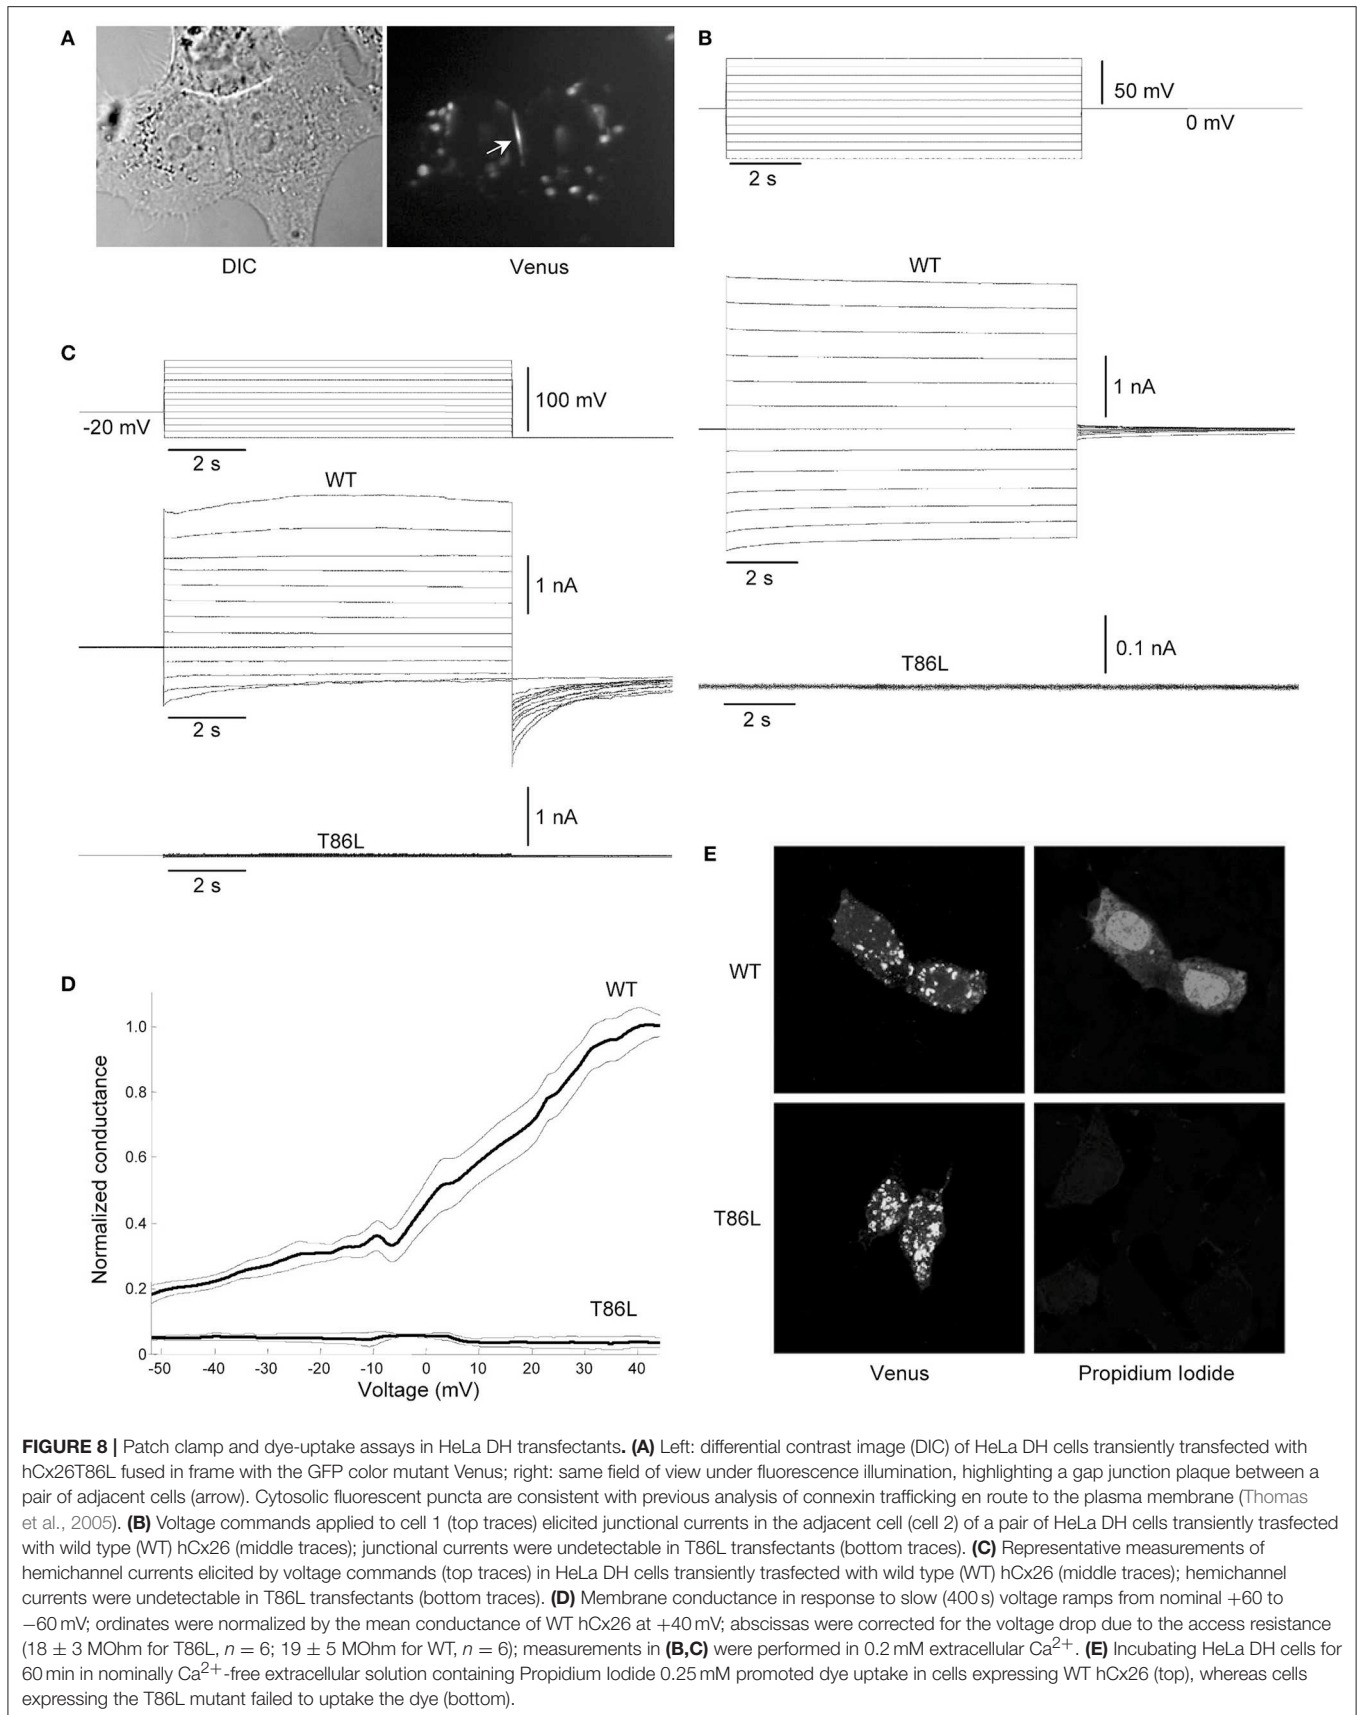 A
DIC
Venus
B
50 mV
0 mV
2 s
WT
1 nA
2 s
0.1 nA
T86L
2 s
C
100 mV
-20 mV
2 s
WT
1 nA
2 s
1 nA
T86L
2 s
D
WT
1.0
0.8
0.6
0.4
0.2
0
Normalized conductance
T86L
-50 -40 -30 -20 -10 0 10 20 30 40
Voltage (mV)
E
WT
T86L
Venus
Propidium Iodide
FIGURE 8 | Patch clamp and dye-uptake assays in HeLa DH transfectants. (A) Left: differential contrast image (DIC) of HeLa DH cells transiently transfected with
hCx26T86L fused in frame with the GFP color mutant Venus; right: same field of view under fluorescence illumination, highlighting a gap junction plaque between a
pair of adjacent cells (arrow). Cytosolic fluorescent puncta are consistent with previous analysis of connexin trafficking en route to the plasma membrane (Thomas
et al., 2005). (B) Voltage commands applied to cell 1 (top traces) elicited junctional currents in the adjacent cell (cell 2) of a pair of HeLa DH cells transiently trasfected
with wild type (WT) hCx26 (middle traces); junctional currents were undetectable in T86L transfectants (bottom traces). (C) Representative measurements of
hemichannel currents elicited by voltage commands (top traces) in HeLa DH cells transiently trasfected with wild type (WT) hCx26 (middle traces); hemichannel
currents were undetectable in T86L transfectants (bottom traces). (D) Membrane conductance in response to slow (400 s) voltage ramps from nominal +60 to
−60 mV; ordinates were normalized by the mean conductance of WT hCx26 at +40 mV; abscissas were corrected for the voltage drop due to the access resistance
(18 ± 3 MOhm for T86L, n = 6; 19 ± 5 MOhm for WT, n = 6); measurements in (B,C) were performed in 0.2 mM extracellular Ca2+. (E) Incubating HeLa DH cells for
60 min in nominally Ca2+-free extracellular solution containing Propidium Iodide 0.25 mM promoted dye uptake in cells expressing WT hCx26 (top), whereas cells
expressing the T86L mutant failed to uptake the dye (bottom).